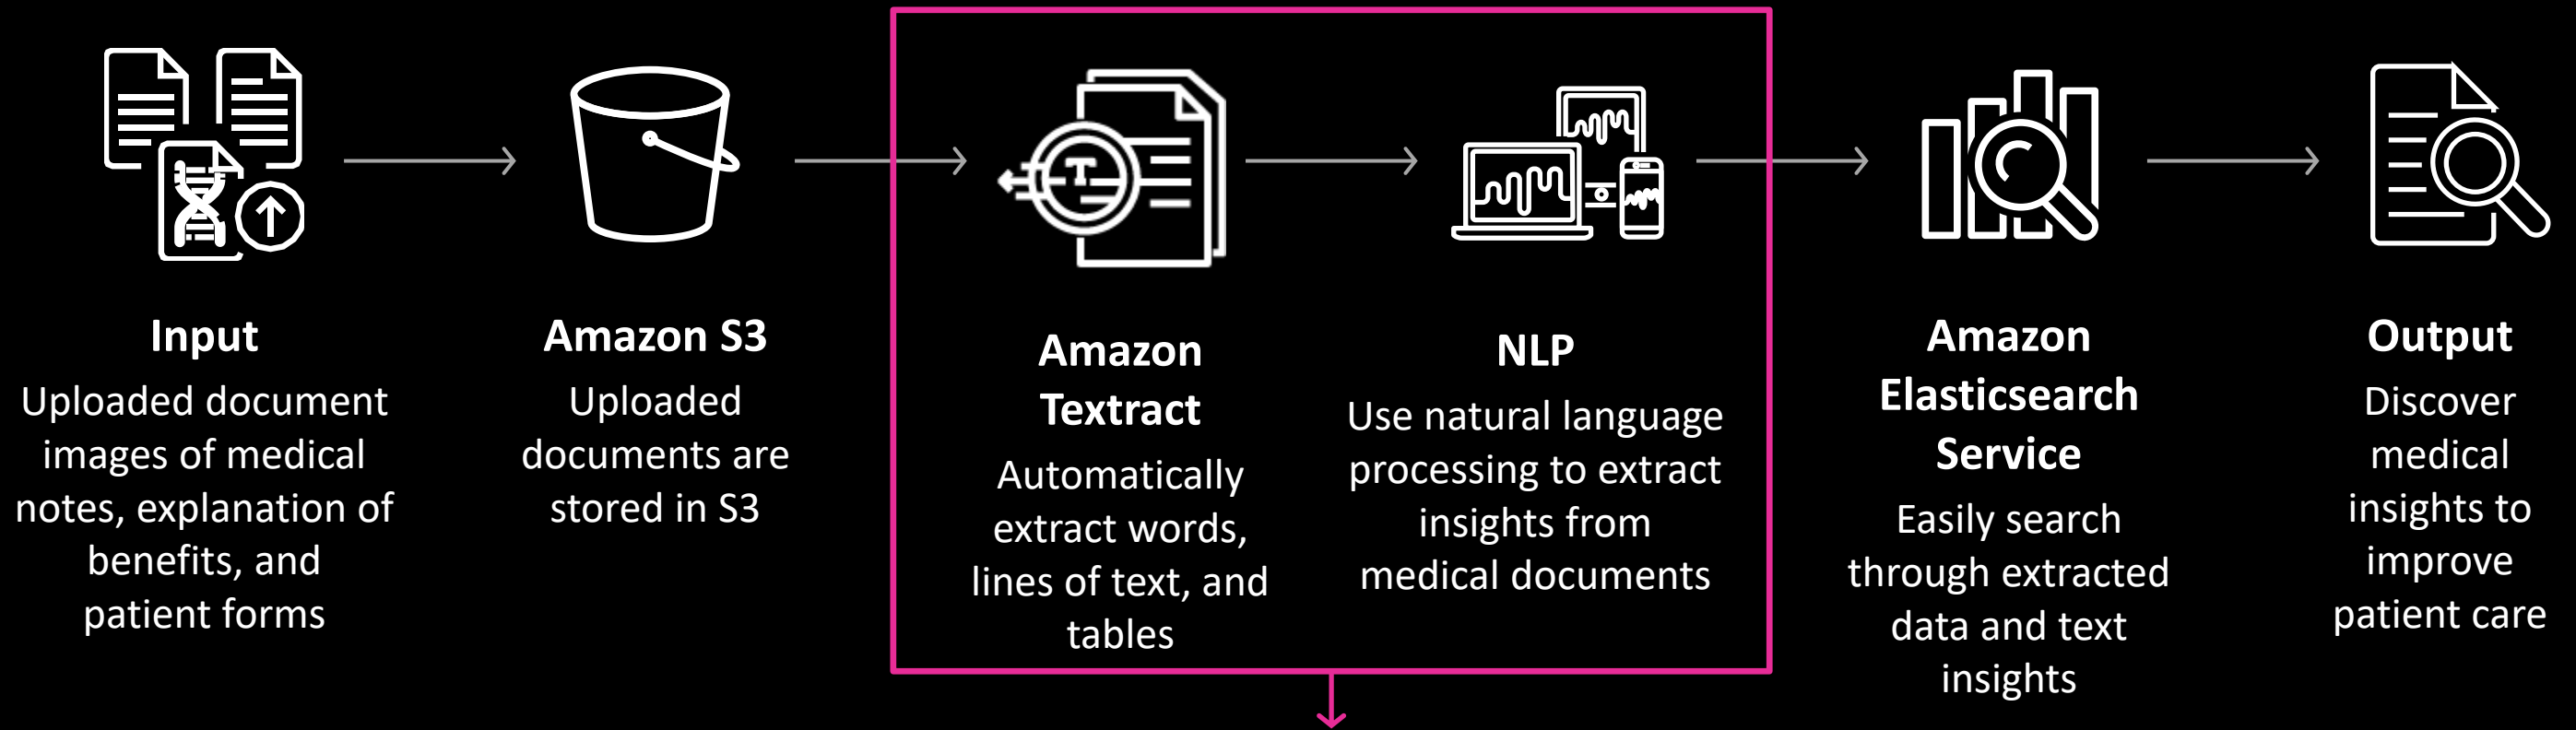 Input
Uploaded document
images of medical
notes, explanation of
benefits, and
patient forms
Amazon S3
Uploaded
documents are
stored in S3
T
Amazon
Textract
Automatically
extract words,
lines of text, and
tables
NLP
Use natural language
processing to extract
insights from
medical documents
Amazon
Elasticsearch
Service
Easily search
through extracted
data and text
insights
Output
Discover
medical
insights to
improve
patient care